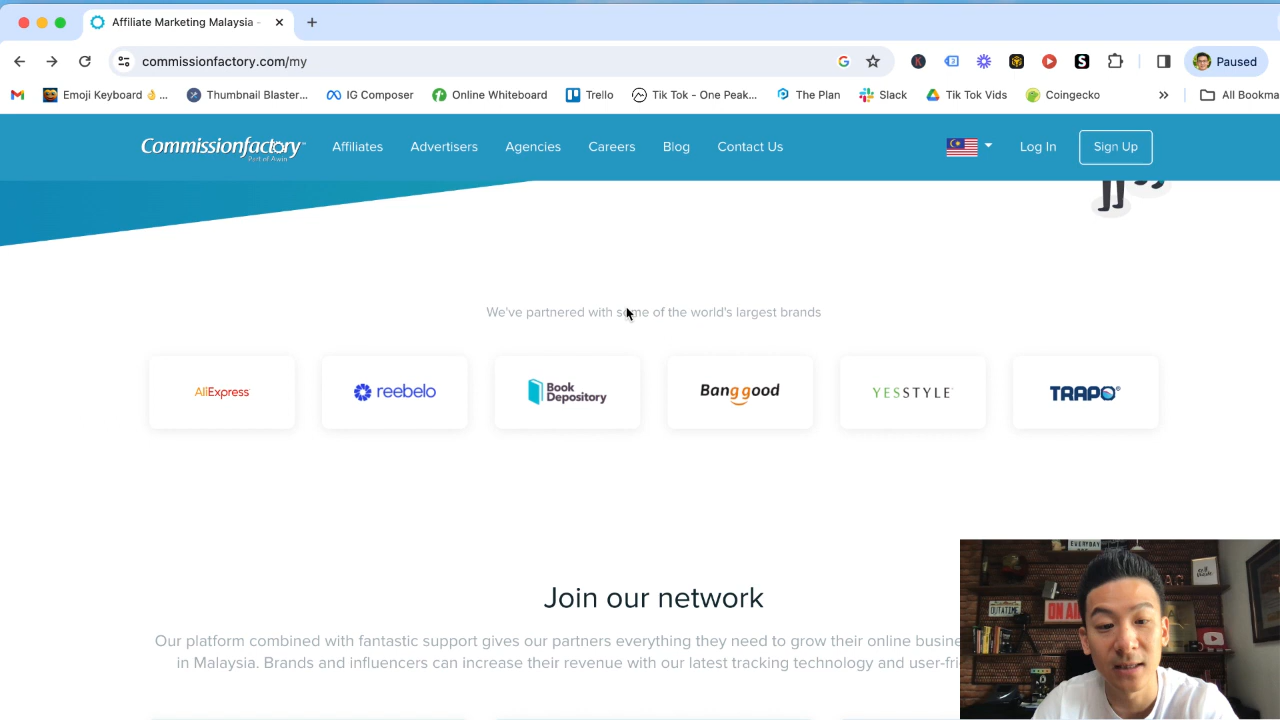 Affiliate Marketing Malaysia -
commissionfactory.com/my
Paused
Emoji Keyboard 👌 ...
Thumbnail Blaster...
IG Composer
Online Whiteboard
Trello
Tik Tok - One Peak...
The Plan
Slack
Tik Tok Vids
Coingecko
All Bookma
Commissionfactory
Part of Awin
Affiliates
Advertisers
Agencies
Careers
Blog
Contact Us
Log In
Sign Up
We've partnered with some of the world's largest brands
AliExpress
reebelo
Book
Depository
Banggood
YESSTYLE
TRAPO®
Join our network
Our platform combined with fantastic support gives our partners everything they need to grow their online busine
in Malaysia. Brands and influencers can increase their revenue with our latest tracking technology and user-fri
EVERYDAY
OUTATIME
ON AI